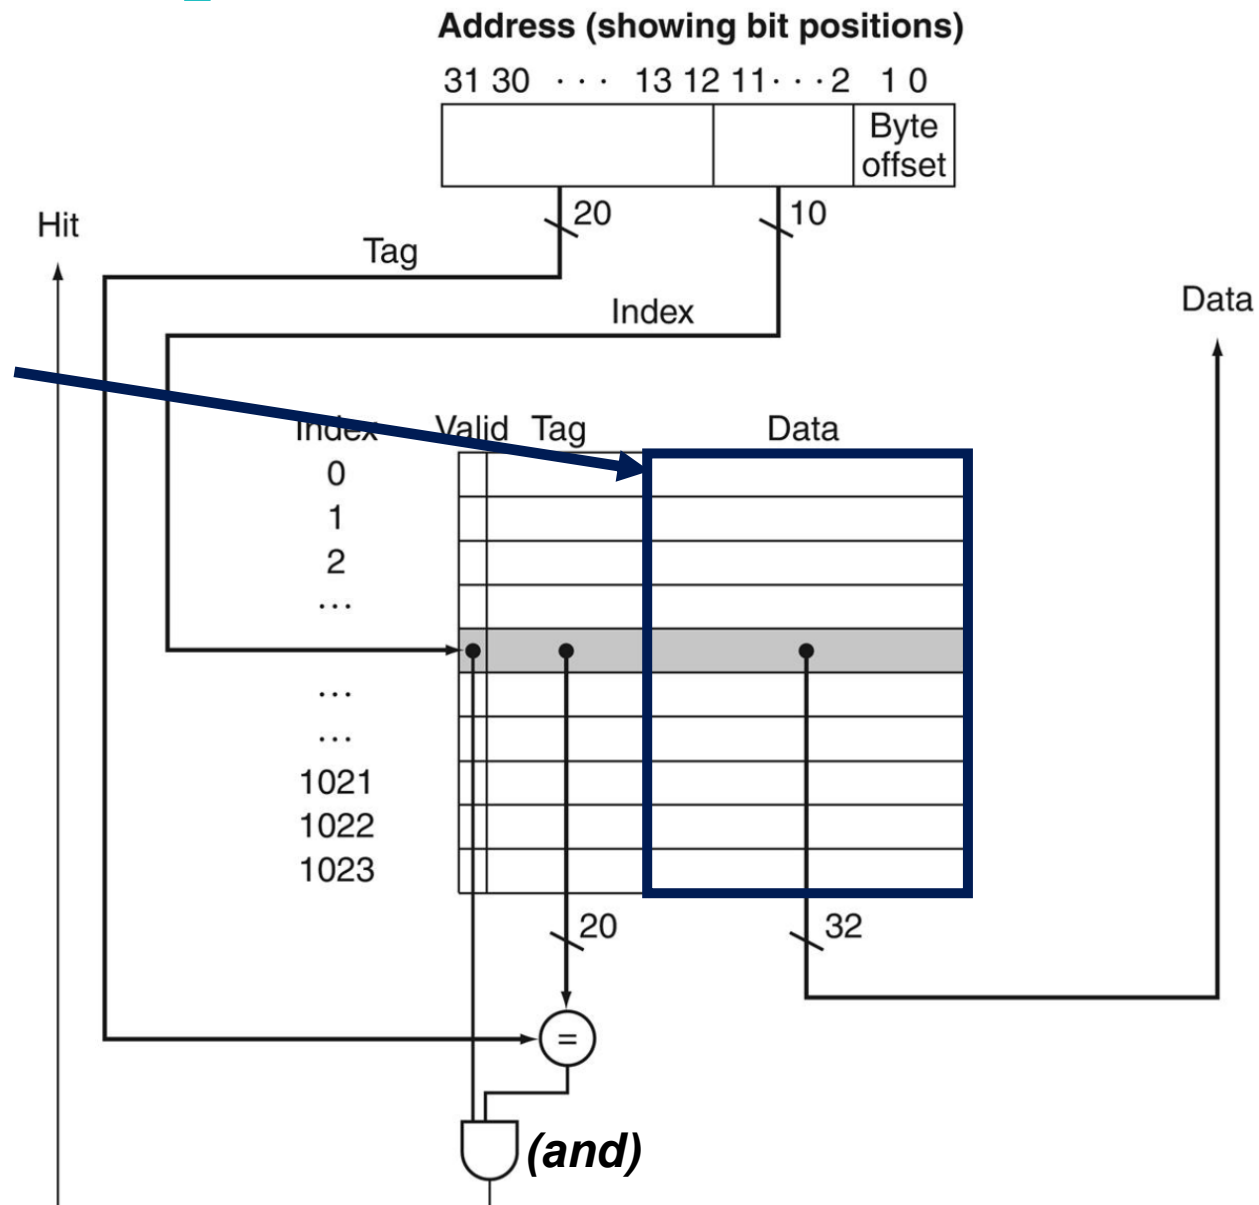 Address (showing bit positions)
31 30 · · · 13 12 11 · · · 2 1 0
Byte
offset
20 10
Hit
Tag
Index
Data
Index Valid Tag Data
0
1
2
...
...
...
1021
1022
1023
20 32
=
(and)